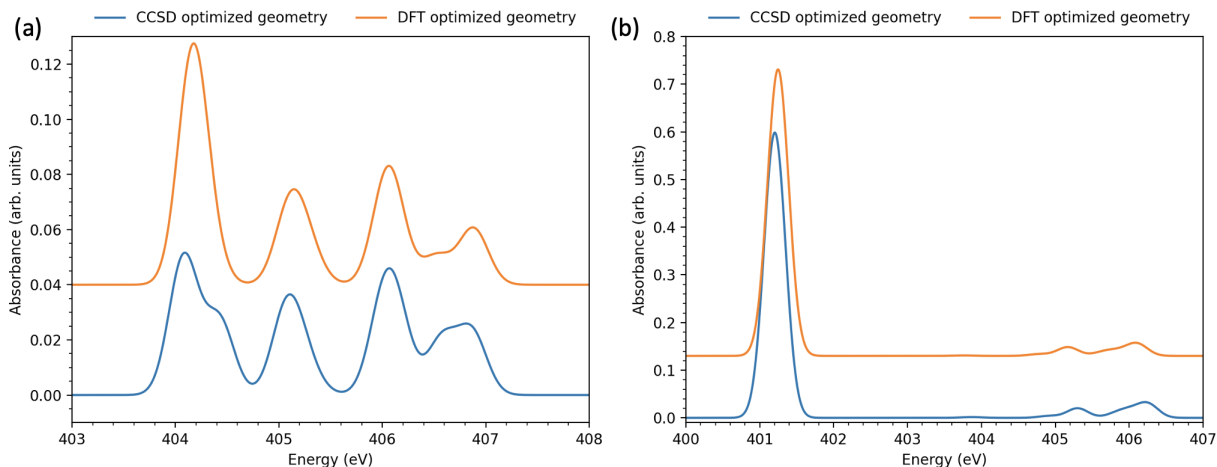 (a)
CCSD optimized geometry DFT optimized geometry
Absorbance (arb. units)
0.12
0.10
0.08
0.06
0.04
0.02
0.00
403 404 405 406 407 408
Energy (eV)
(b)
CCSD optimized geometry DFT optimized geometry
Absorbance (arb. units)
0.8
0.7
0.6
0.5
0.4
0.3
0.2
0.1
0.0
400 401 402 403 404 405 406 407
Energy (eV)